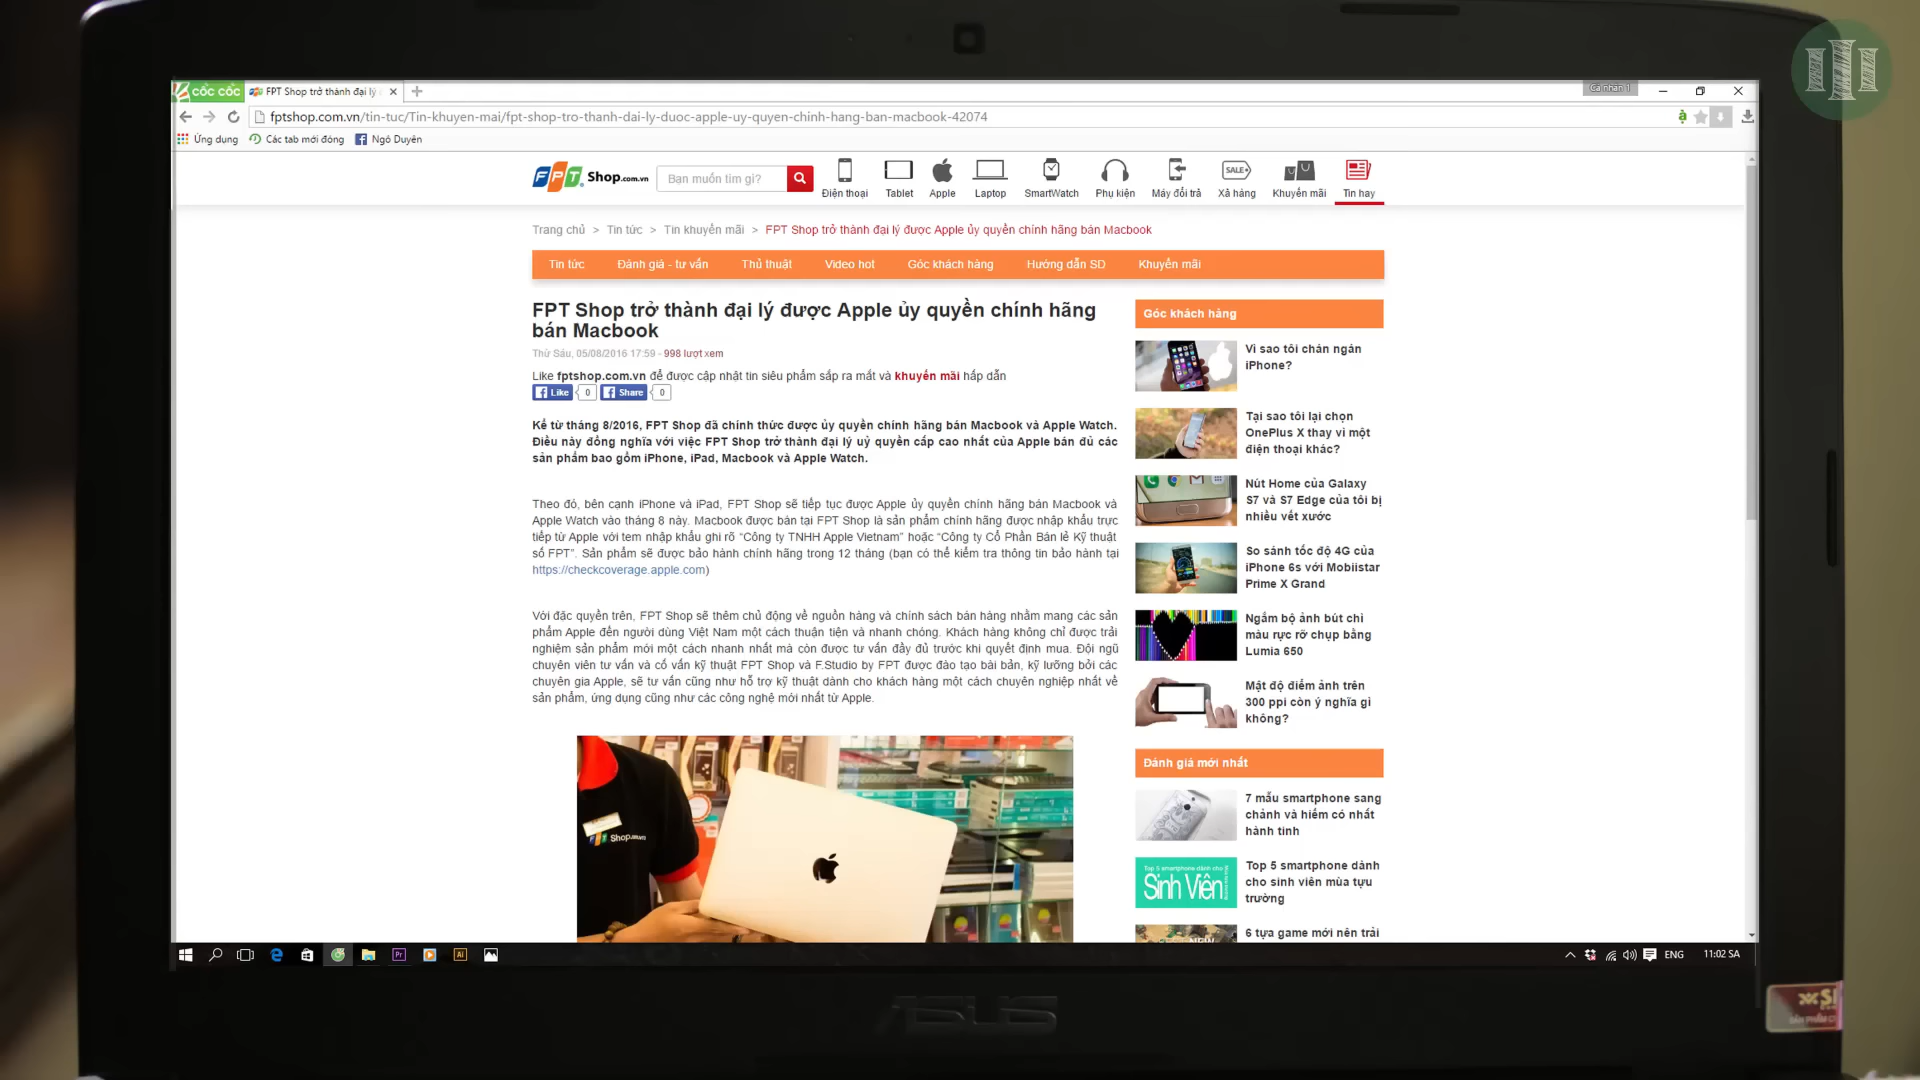 cốc cốc
FPT Shop trở thành đại lý
Cá nhân 1
fptshop.com.vn/tin-tuc/Tin-khuyen-mai/fpt-shop-tro-thanh-dai-ly-duoc-apple-uy-quyen-chinh-hang-ban-macbook-42074
Ứng dụng Các tab mới đóng Ngô Duyên
FPT Shop.com.vn
Bạn muốn tìm gì?
Điện thoại Tablet Apple Laptop SmartWatch Phụ kiện Máy đổi trả Xả hàng Khuyến mãi Tin hay
SALE
Trang chủ > Tin tức > Tin khuyến mãi > FPT Shop trở thành đại lý được Apple ủy quyền chính hãng bán Macbook
Tin tức Đánh giá - tư vấn Thủ thuật Video hot Góc khách hàng Hướng dẫn SD Khuyến mãi
FPT Shop trở thành đại lý được Apple ủy quyền chính hãng
bán Macbook
Thứ Sáu, 05/08/2016 17:59 - 998 lượt xem
Like fptshop.com.vn để được cập nhật tin siêu phẩm sắp ra mắt và khuyến mãi hấp dẫn
Like 0 Share 0
Kể từ tháng 8/2016, FPT Shop đã chính thức được ủy quyền chính hãng bán Macbook và Apple Watch.
Điều này đồng nghĩa với việc FPT Shop trở thành đại lý uỷ quyền cấp cao nhất của Apple bán đủ các
sản phẩm bao gồm iPhone, iPad, Macbook và Apple Watch.
Theo đó, bên cạnh iPhone và iPad, FPT Shop sẽ tiếp tục được Apple ủy quyền chính hãng bán Macbook và
Apple Watch vào tháng 8 này. Macbook được bán tại FPT Shop là sản phẩm chính hãng được nhập khẩu trực
tiếp từ Apple với tem nhập khẩu ghi rõ “Công ty TNHH Apple Vietnam” hoặc “Công ty Cổ Phần Bán lẻ Kỹ thuật
số FPT”. Sản phẩm sẽ được bảo hành chính hãng trong 12 tháng (bạn có thể kiểm tra thông tin bảo hành tại
https://checkcoverage.apple.com)
Với đặc quyền trên, FPT Shop sẽ thêm chủ động về nguồn hàng và chính sách bán hàng nhằm mang các sản
phẩm Apple đến người dùng Việt Nam một cách thuận tiện và nhanh chóng. Khách hàng không chỉ được trải
nghiệm sản phẩm mới một cách nhanh nhất mà còn được tư vấn đầy đủ trước khi quyết định mua. Đội ngũ
chuyên viên tư vấn và cố vấn kỹ thuật FPT Shop và F.Studio by FPT được đào tạo bài bản, kỹ lưỡng bởi các
chuyên gia Apple, sẽ tư vấn cũng như hỗ trợ kỹ thuật dành cho khách hàng một cách chuyên nghiệp nhất về
sản phẩm, ứng dụng cũng như các công nghệ mới nhất từ Apple.
FPT Shop.com.vn
Góc khách hàng
Vì sao tôi chán ngán
iPhone?
Tại sao tôi lại chọn
OnePlus X thay vì một
điện thoại khác?
Nút Home của Galaxy
S7 và S7 Edge của tôi bị
nhiều vết xước
So sánh tốc độ 4G của
iPhone 6s với Mobiistar
Prime X Grand
Ngắm bộ ảnh bút chì
màu rực rỡ chụp bằng
Lumia 650
Mật độ điểm ảnh trên
300 ppi còn ý nghĩa gì
không?
Đánh giá mới nhất
7 mẫu smartphone sang
chảnh và hiếm có nhất
hành tinh
Top 5 smartphone dành cho
Sinh Viên
Top 5 smartphone dành
cho sinh viên mùa tựu
trường
6 tựa game mới nên trải
Pr
Ai
ENG 11:02 SA
ASUS